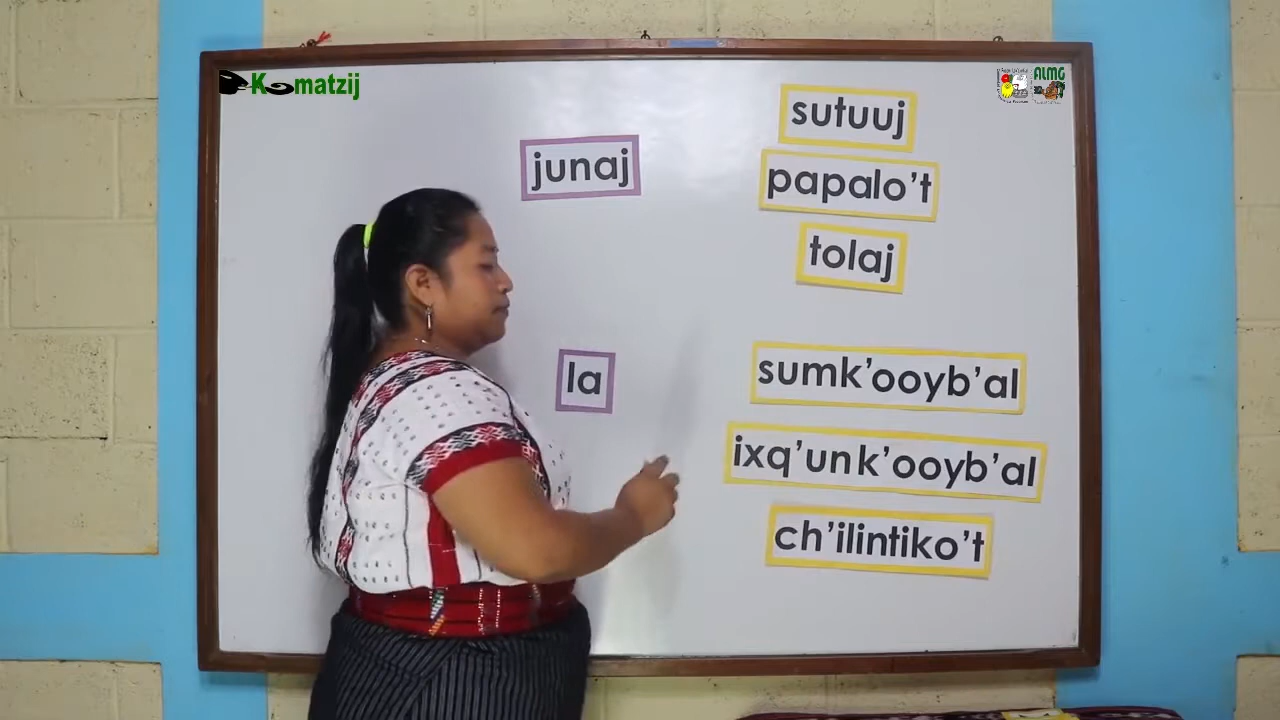 Komatzij
ALMG
junaj
sutuuj
papalo't
tolaj
la
sumk'ooyb'al
ixq'unk'ooyb'al
ch'ilintiko't